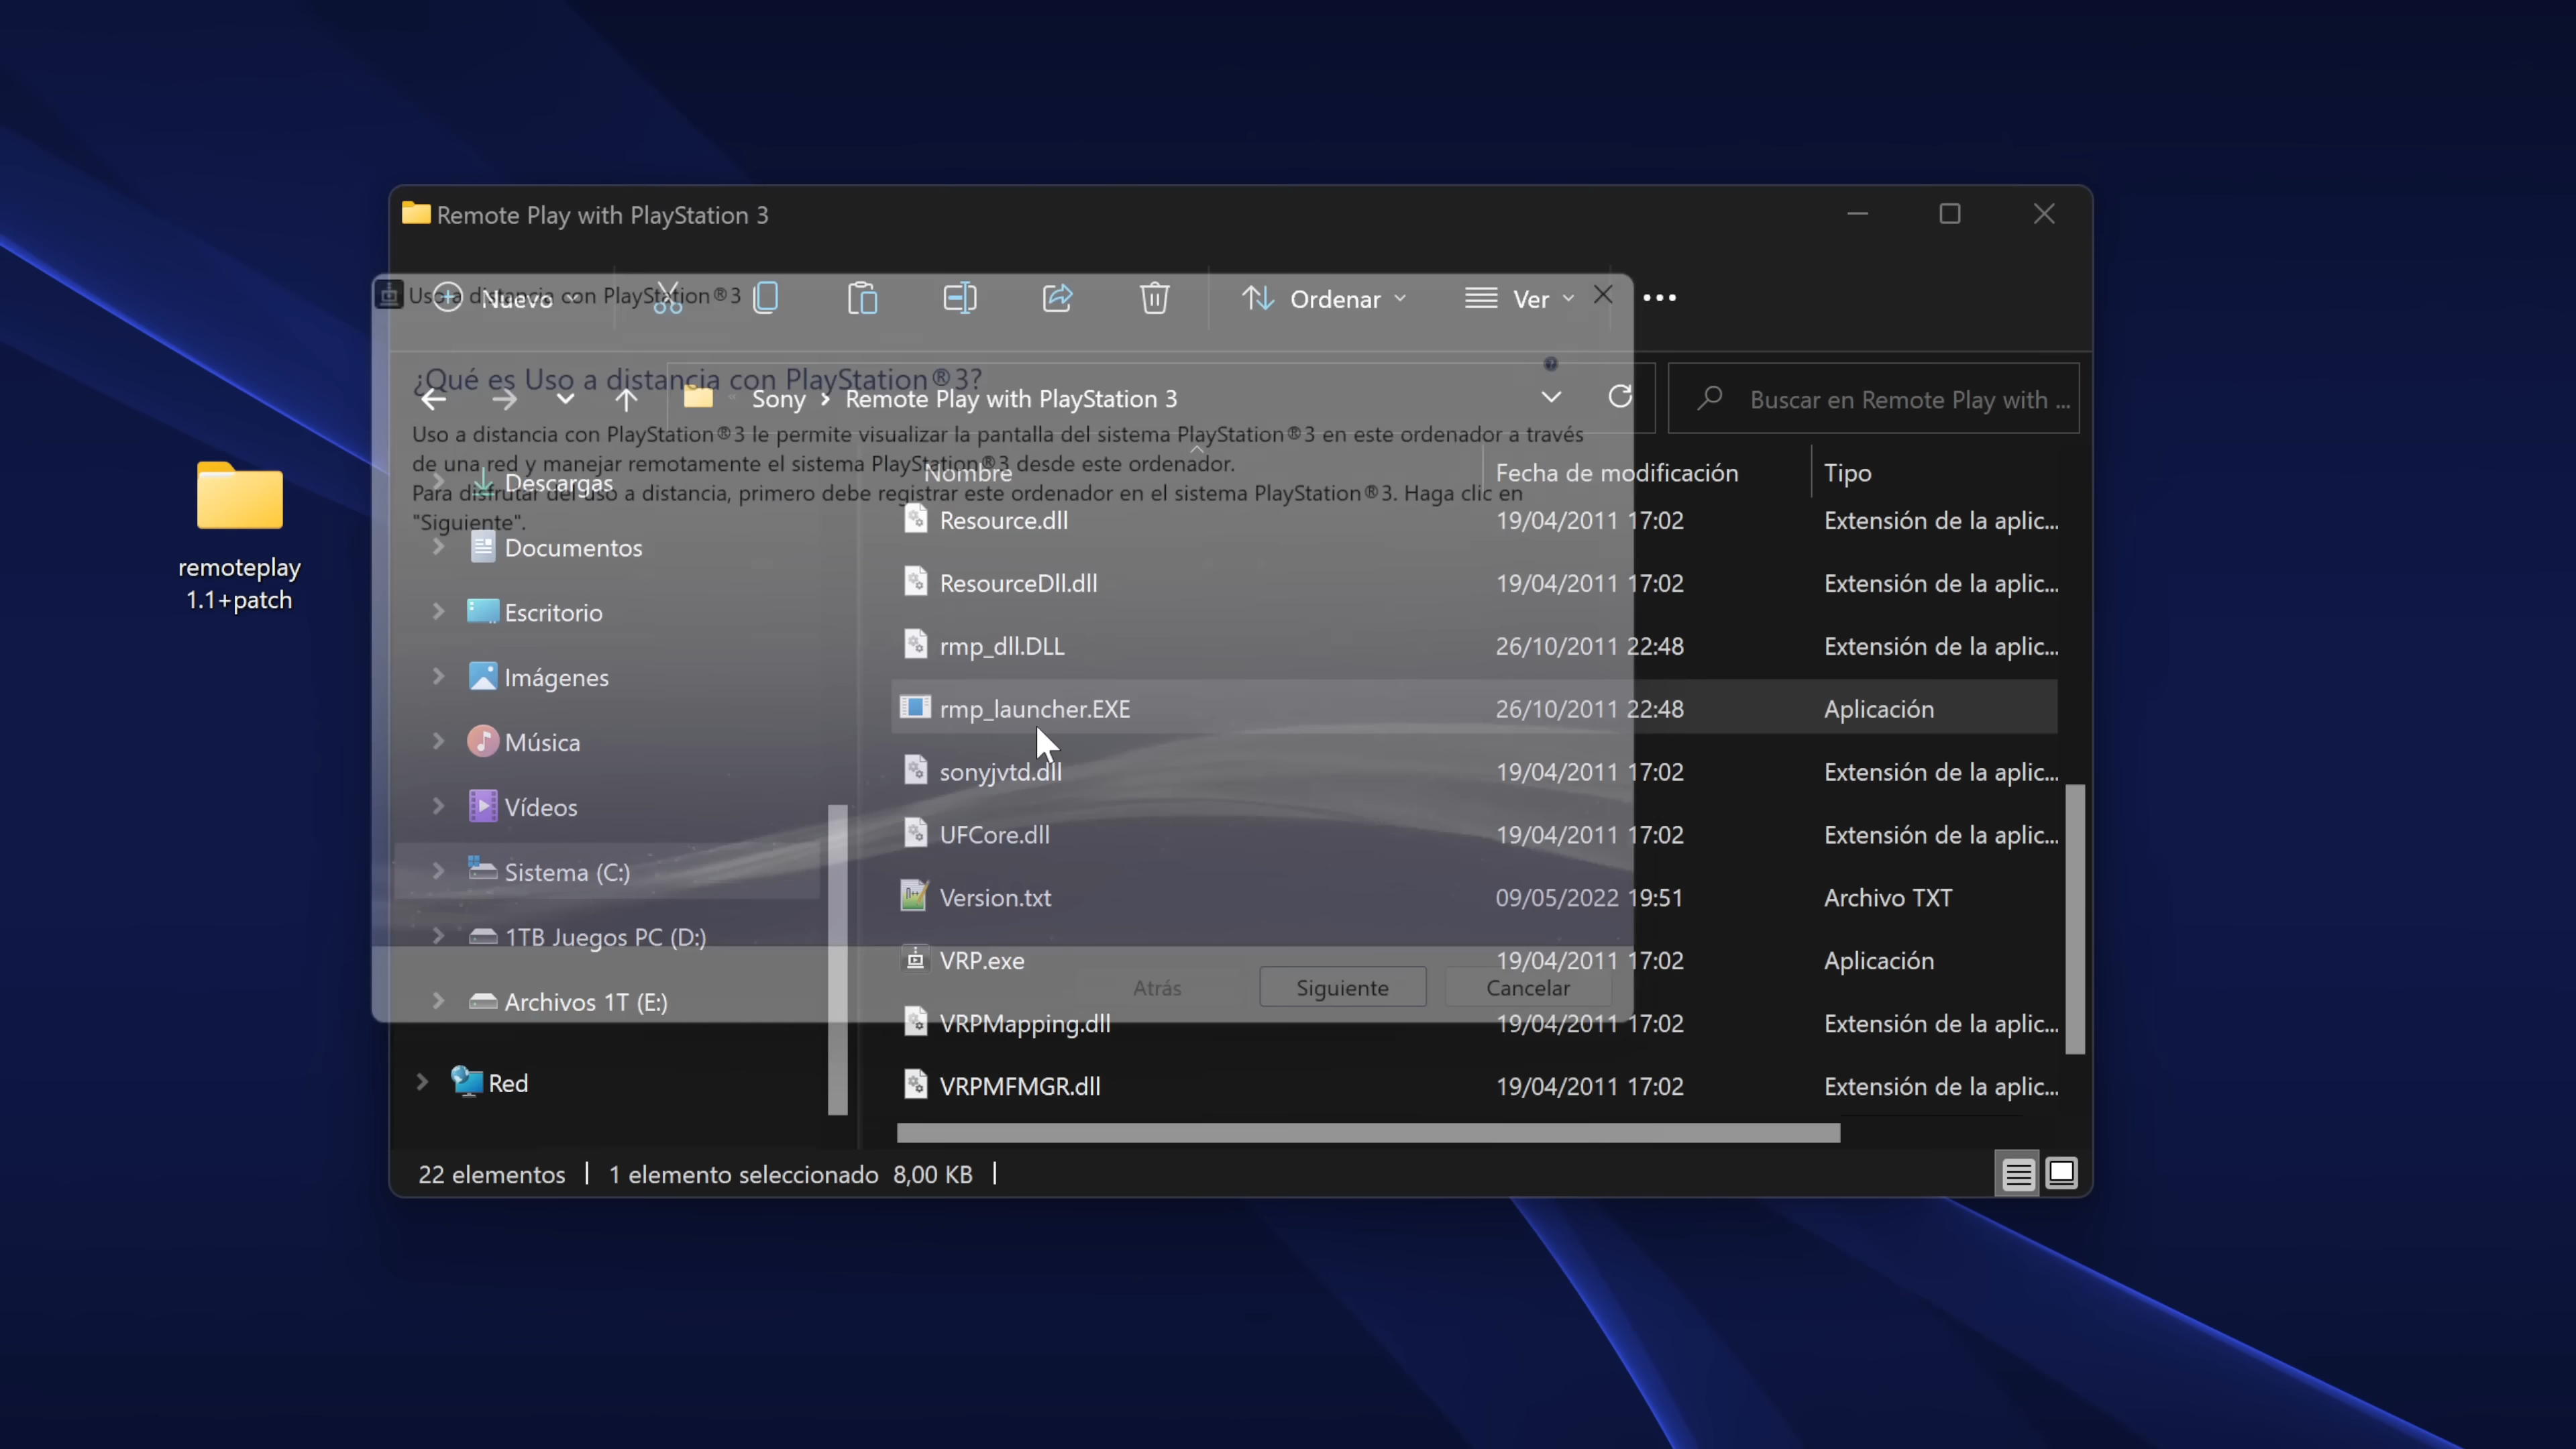 Remote Play with PlayStation 3
Uso a distancia con PlayStation®3
Nuevo
Ordenar
Ver
¿Qué es Uso a distancia con PlayStation®3?
Sony
Remote Play with PlayStation 3
Buscar en Remote Play with ...
Uso a distancia con PlayStation®3 le permite visualizar la pantalla del sistema PlayStation®3 en este ordenador a través
de una red y manejar remotamente el sistema PlayStation®3 desde este ordenador.
Para disfrutar del uso a distancia, primero debe registrar este ordenador en el sistema PlayStation®3. Haga clic en
"Siguiente".
Nombre Fecha de modificación Tipo
Descargas
Documentos
Escritorio
Imágenes
Música
Vídeos
Sistema (C:)
1TB Juegos PC (D:)
Archivos 1T (E:)
Red
Resource.dll 19/04/2011 17:02 Extensión de la aplic...
ResourceDll.dll 19/04/2011 17:02 Extensión de la aplic...
rmp_dll.DLL 26/10/2011 22:48 Extensión de la aplic...
rmp_launcher.EXE 26/10/2011 22:48 Aplicación
sonyjvtd.dll 19/04/2011 17:02 Extensión de la aplic...
UFCore.dll 19/04/2011 17:02 Extensión de la aplic...
Version.txt 09/05/2022 19:51 Archivo TXT
VRP.exe 19/04/2011 17:02 Aplicación
VRPMapping.dll 19/04/2011 17:02 Extensión de la aplic...
VRPMFMGR.dll 19/04/2011 17:02 Extensión de la aplic...
Atrás
Siguiente
Cancelar
22 elementos
1 elemento seleccionado 8,00 KB
remoteplay
1.1+patch